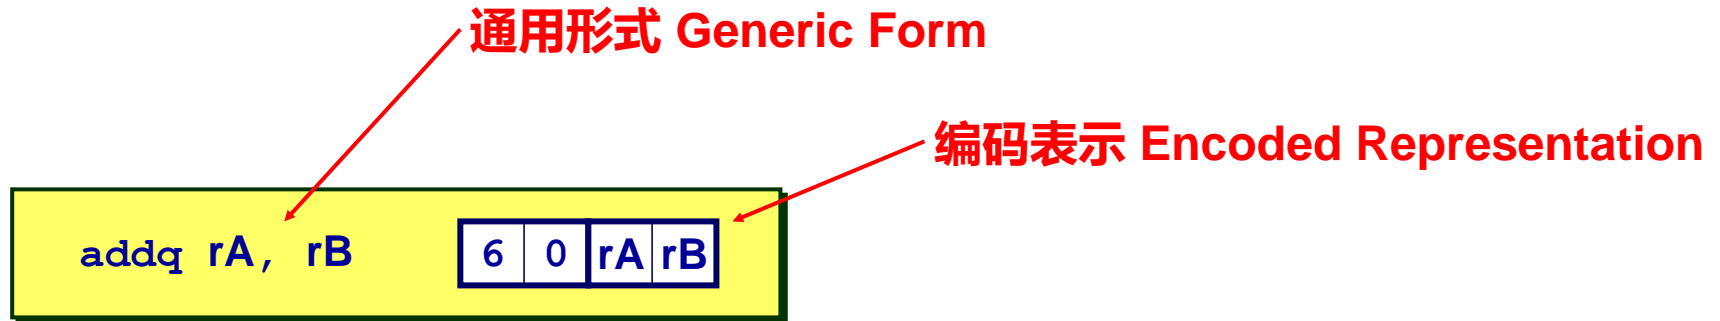 通用形式 Generic Form
编码表示 Encoded Representation
addq rA, rB 6 0 rA rB